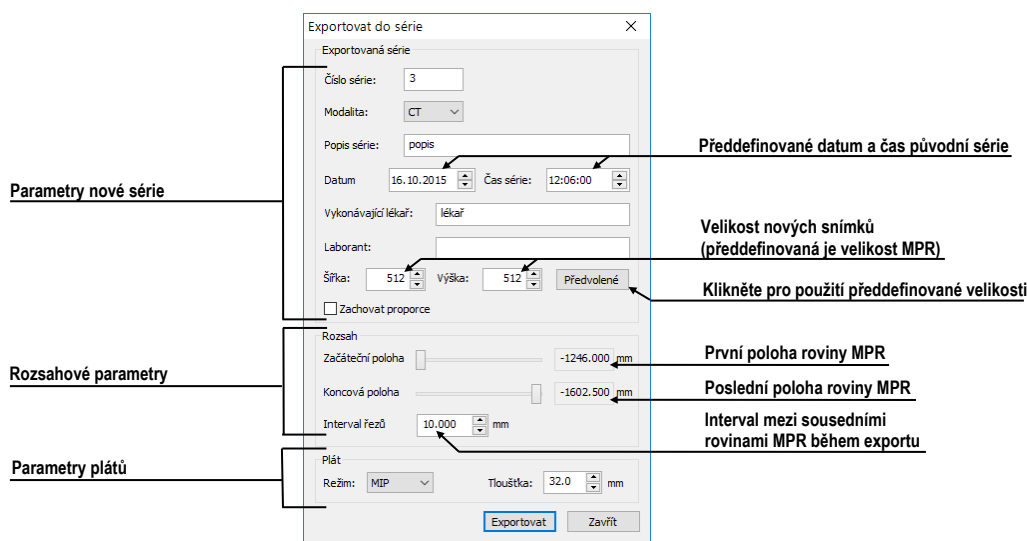 Exportovat do série
Exportovaná série
Číslo série: 3
Modalita: CT
Popis série: popis
Předdefinované datum a čas původní série
Datum 16.10.2015 Čas série: 12:06:00
Parametry nové série
Vykonávající lékař: lékař
Velikost nových snímků
(předdefinovaná je velikost MPR)
Laborant:
Šířka: 512 Výška: 512 Předvolené
Klikněte pro použití předdefinované velikosti
Zachovat proporce
Rozsah
Začáteční poloha -1246.000 mm
První poloha roviny MPR
Rozsahové parametry
Koncová poloha -1602.500 mm
Poslední poloha roviny MPR
Interval řezů 10.000 mm
Interval mezi sousedními
rovinami MPR během exportu
Parametry plátů
Plát
Režim: MIP Tloušťka: 32.0 mm
Exportovat Zavřít